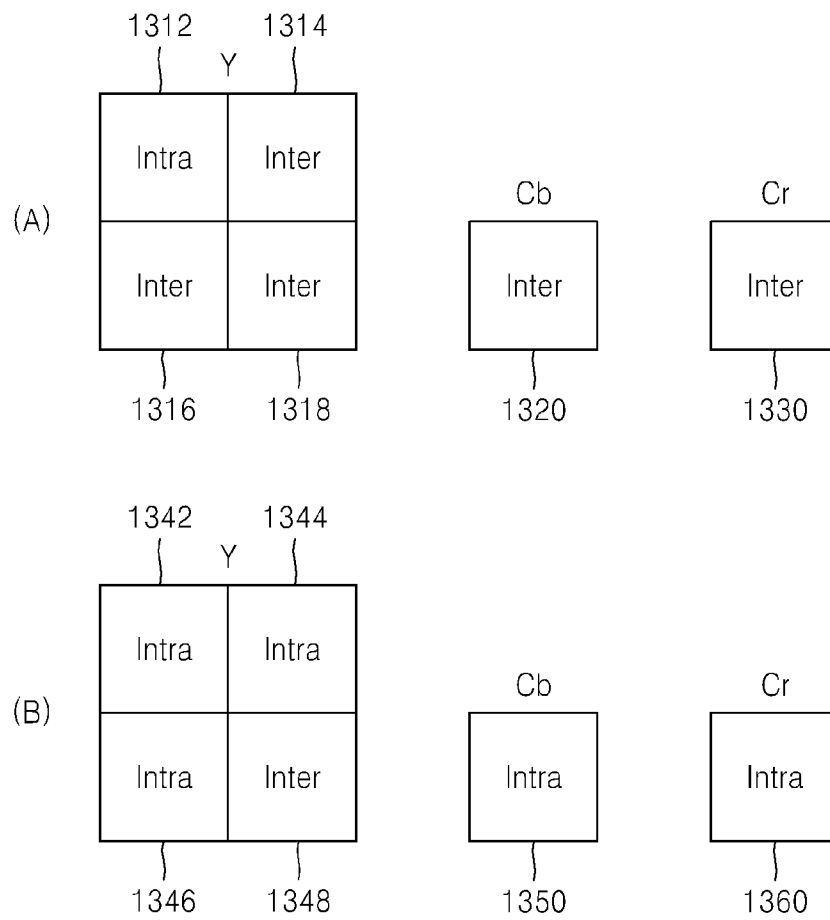 1312 1314
Y
Intra Inter
Cb Cr
(A)
Inter Inter Inter Inter
1316 1318 1320 1330
1342 1344
Y
Intra Intra
Cb Cr
(B)
Intra Inter Intra Intra
1346 1348 1350 1360